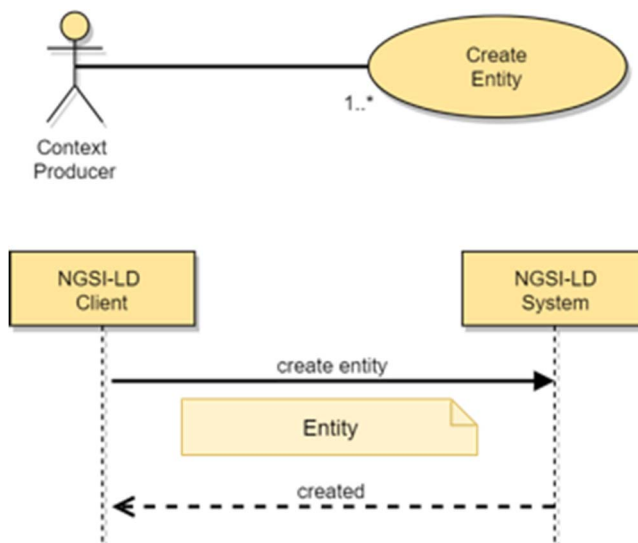 Create
Entity
1..*
Context
Producer
NGSI-LD
Client
NGSI-LD
System
create entity
Entity
created